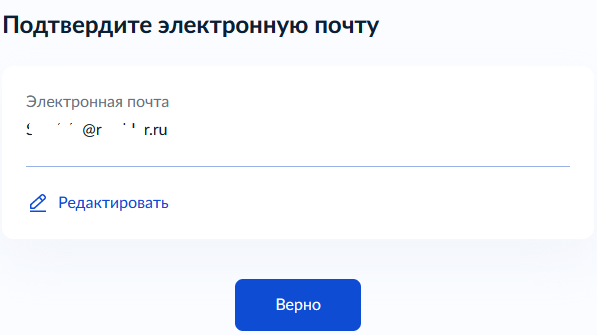 Подтвердите электронную почту
Электронная почта
Редактировать
Верно